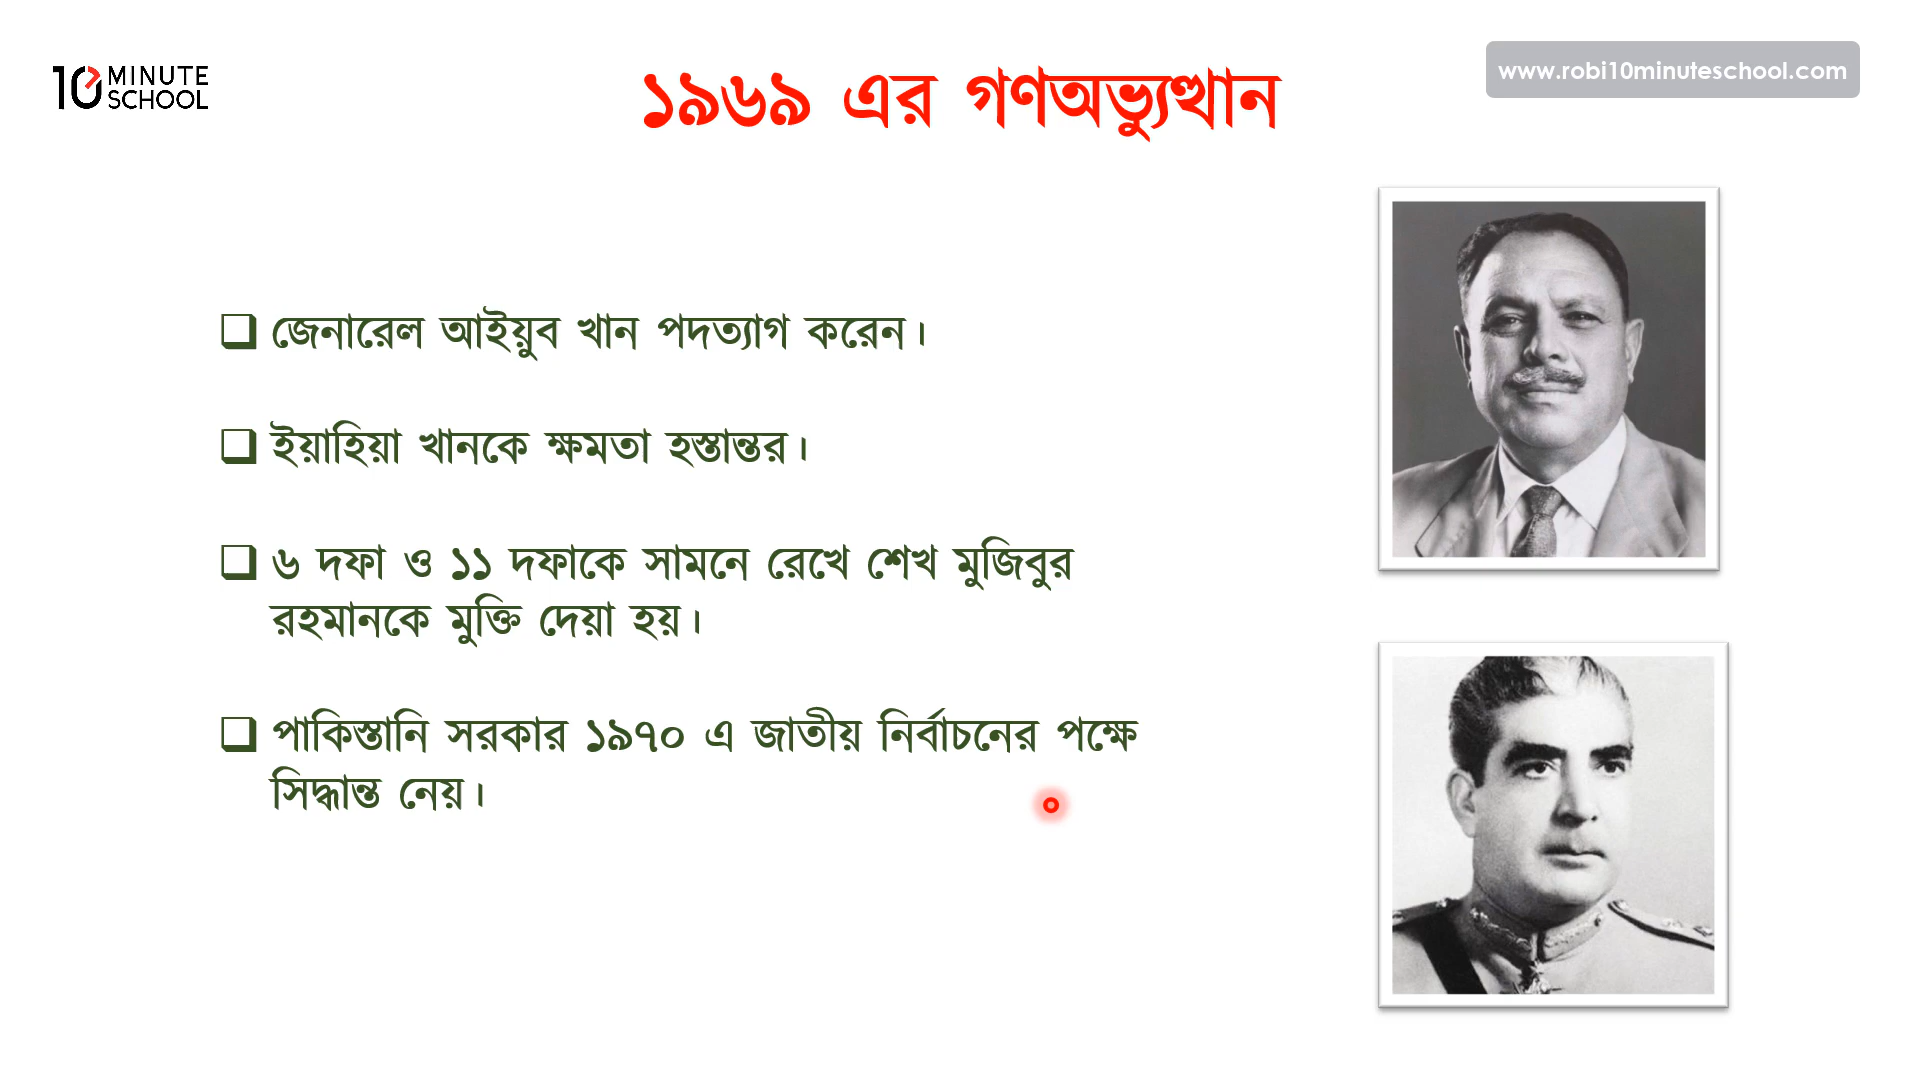 10 MINUTE
SCHOOL
www.robi10minuteschool.com
১৯৬৯ এর গণঅভ্যুত্থান
জেনারেল আইয়ুব খান পদত্যাগ করেন।
ইয়াহিয়া খানকে ক্ষমতা হস্তান্তর।
৬ দফা ও ১১ দফাকে সামনে রেখে শেখ মুজিবুর
রহমানকে মুক্তি দেয়া হয়।
পাকিস্তানি সরকার ১৯৭০ এ জাতীয় নির্বাচনের পক্ষে
সিদ্ধান্ত নেয়।